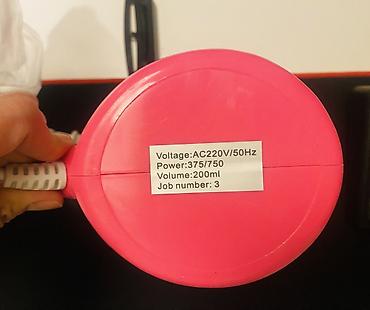 Voltage:AC220V/50Hz
Power:375/750
Volume:200ml
Job number: 3